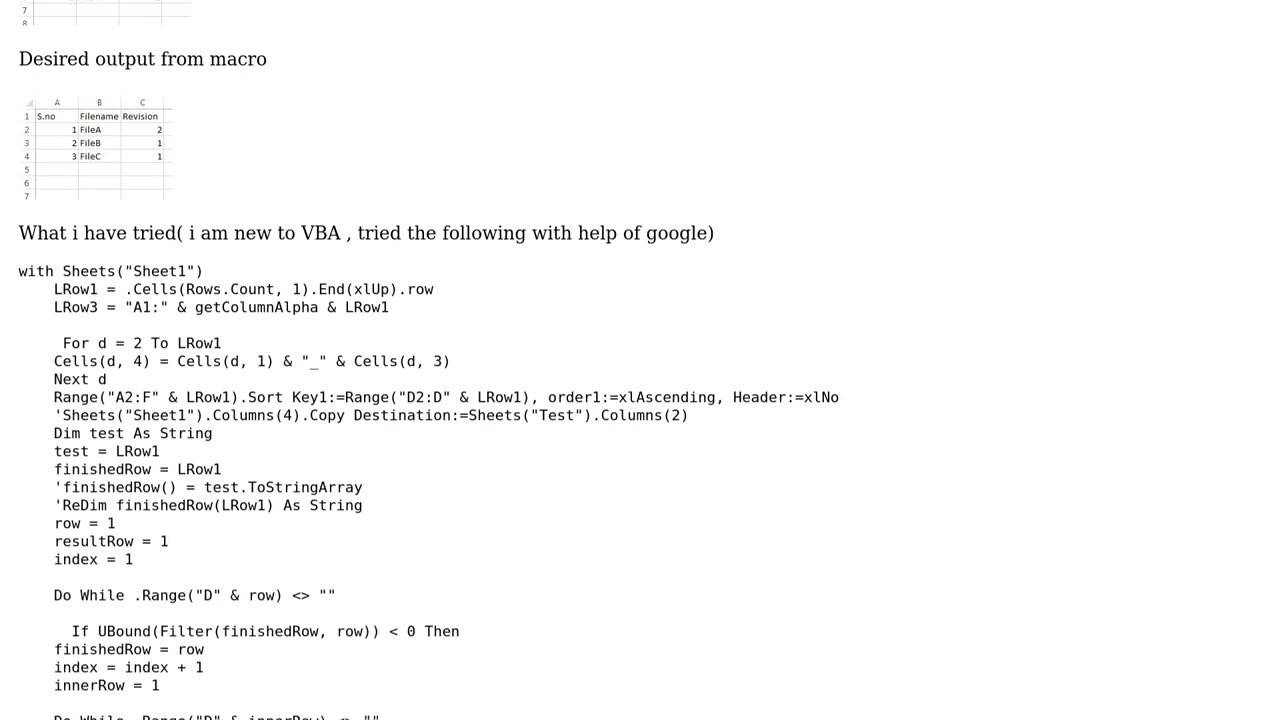 7
8
Desired output from macro
A B C
1 S.no Filename Revision
2 1 FileA 2
3 2 FileB 1
4 3 FileC 1
5
6
7
What i have tried( i am new to VBA , tried the following with help of google)
with Sheets("Sheet1")
LRow1 = .Cells(Rows.Count, 1).End(xlUp).row
LRow3 = "A1:" & getColumnAlpha & LRow1
For d = 2 To LRow1
Cells(d, 4) = Cells(d, 1) & "_" & Cells(d, 3)
Next d
Range("A2:F" & LRow1).Sort Key1:=Range("D2:D" & LRow1), order1:=xlAscending, Header:=xlNo
'Sheets("Sheet1").Columns(4).Copy Destination:=Sheets("Test").Columns(2)
Dim test As String
test = LRow1
finishedRow = LRow1
'finishedRow() = test.ToStringArray
'ReDim finishedRow(LRow1) As String
row = 1
resultRow = 1
index = 1
Do While .Range("D" & row) <> ""
If UBound(Filter(finishedRow, row)) < 0 Then
finishedRow = row
index = index + 1
innerRow = 1
Do While .Range("D" & innerRow) <> ""